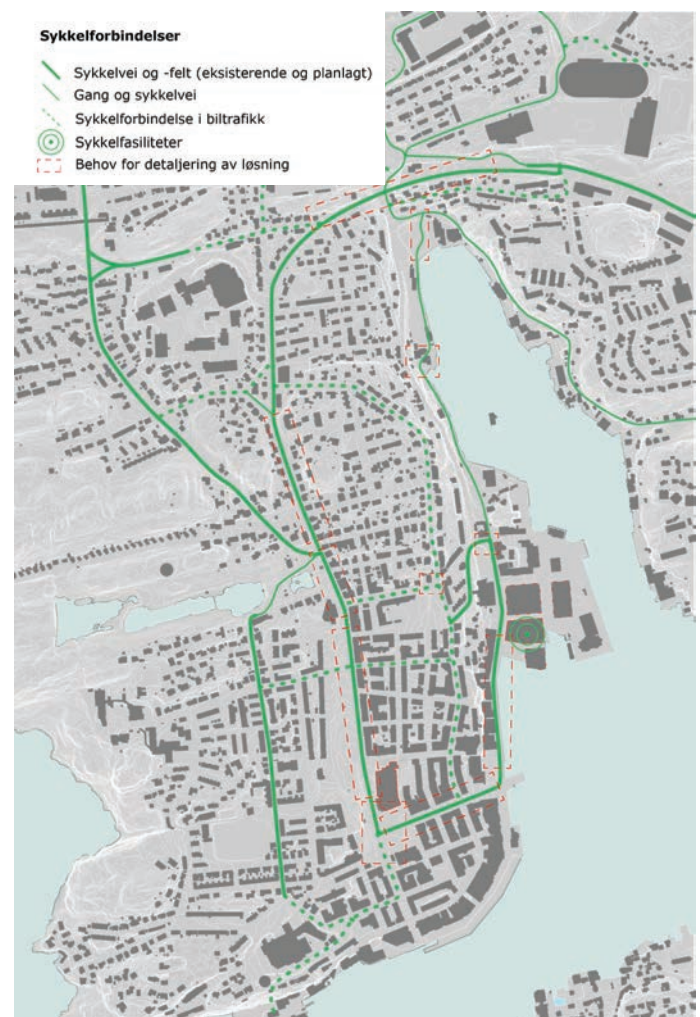 Sykkelforbindelser
Sykkelvei og -felt (eksisterende og planlagt)
Gang og sykkelvei
Sykkelforbindelse i biltrafikk
Sykkelfasiliteter
Behov for detaljering av løsning